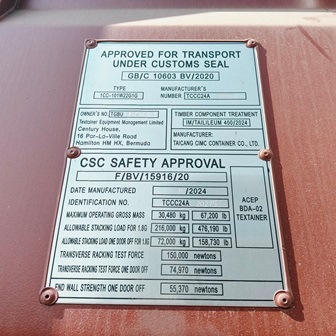 APPROVED FOR TRANSPORT
UNDER CUSTOMS SEAL
GB/C 10603 BV/2020
TYPE
1CC-101W22G1G
MANUFACTURER'S
NUMBER TCCC24A
OWNER'S NO. TGBU
Textainer Equipment Management Limited
Century House,
16 Par-La-Ville Road
Hamilton HM HX, Bermuda
TIMBER COMPONENT TREATMENT
IM/TAILILEUM 400/2024
MANUFACTURER:
TAICANG CIMC CONTAINER CO., LTD.
CSC SAFETY APPROVAL
F/BV/15916/20
DATE MANUFACTURED /2024
IDENTIFICATION NO. TCCC24A
MAXIMUM OPERATING GROSS MASS 30,480 kg 67,200 lb
ALLOWABLE STACKING LOAD FOR 1.8G 216,000 kg 476,190 lb
ALLOWABLE STACKING LOAD ONE DOOR OFF FOR 1.8G 72,000 kg 158,730 lb
TRANSVERSE RACKING TEST FORCE 150,000 newtons
TRANSVERSE RACKING TEST FORCE ONE DOOR OFF 74,970 newtons
END WALL STRENGTH ONE DOOR OFF 55,370 newtons
ACEP
BDA-02
TEXTAINER